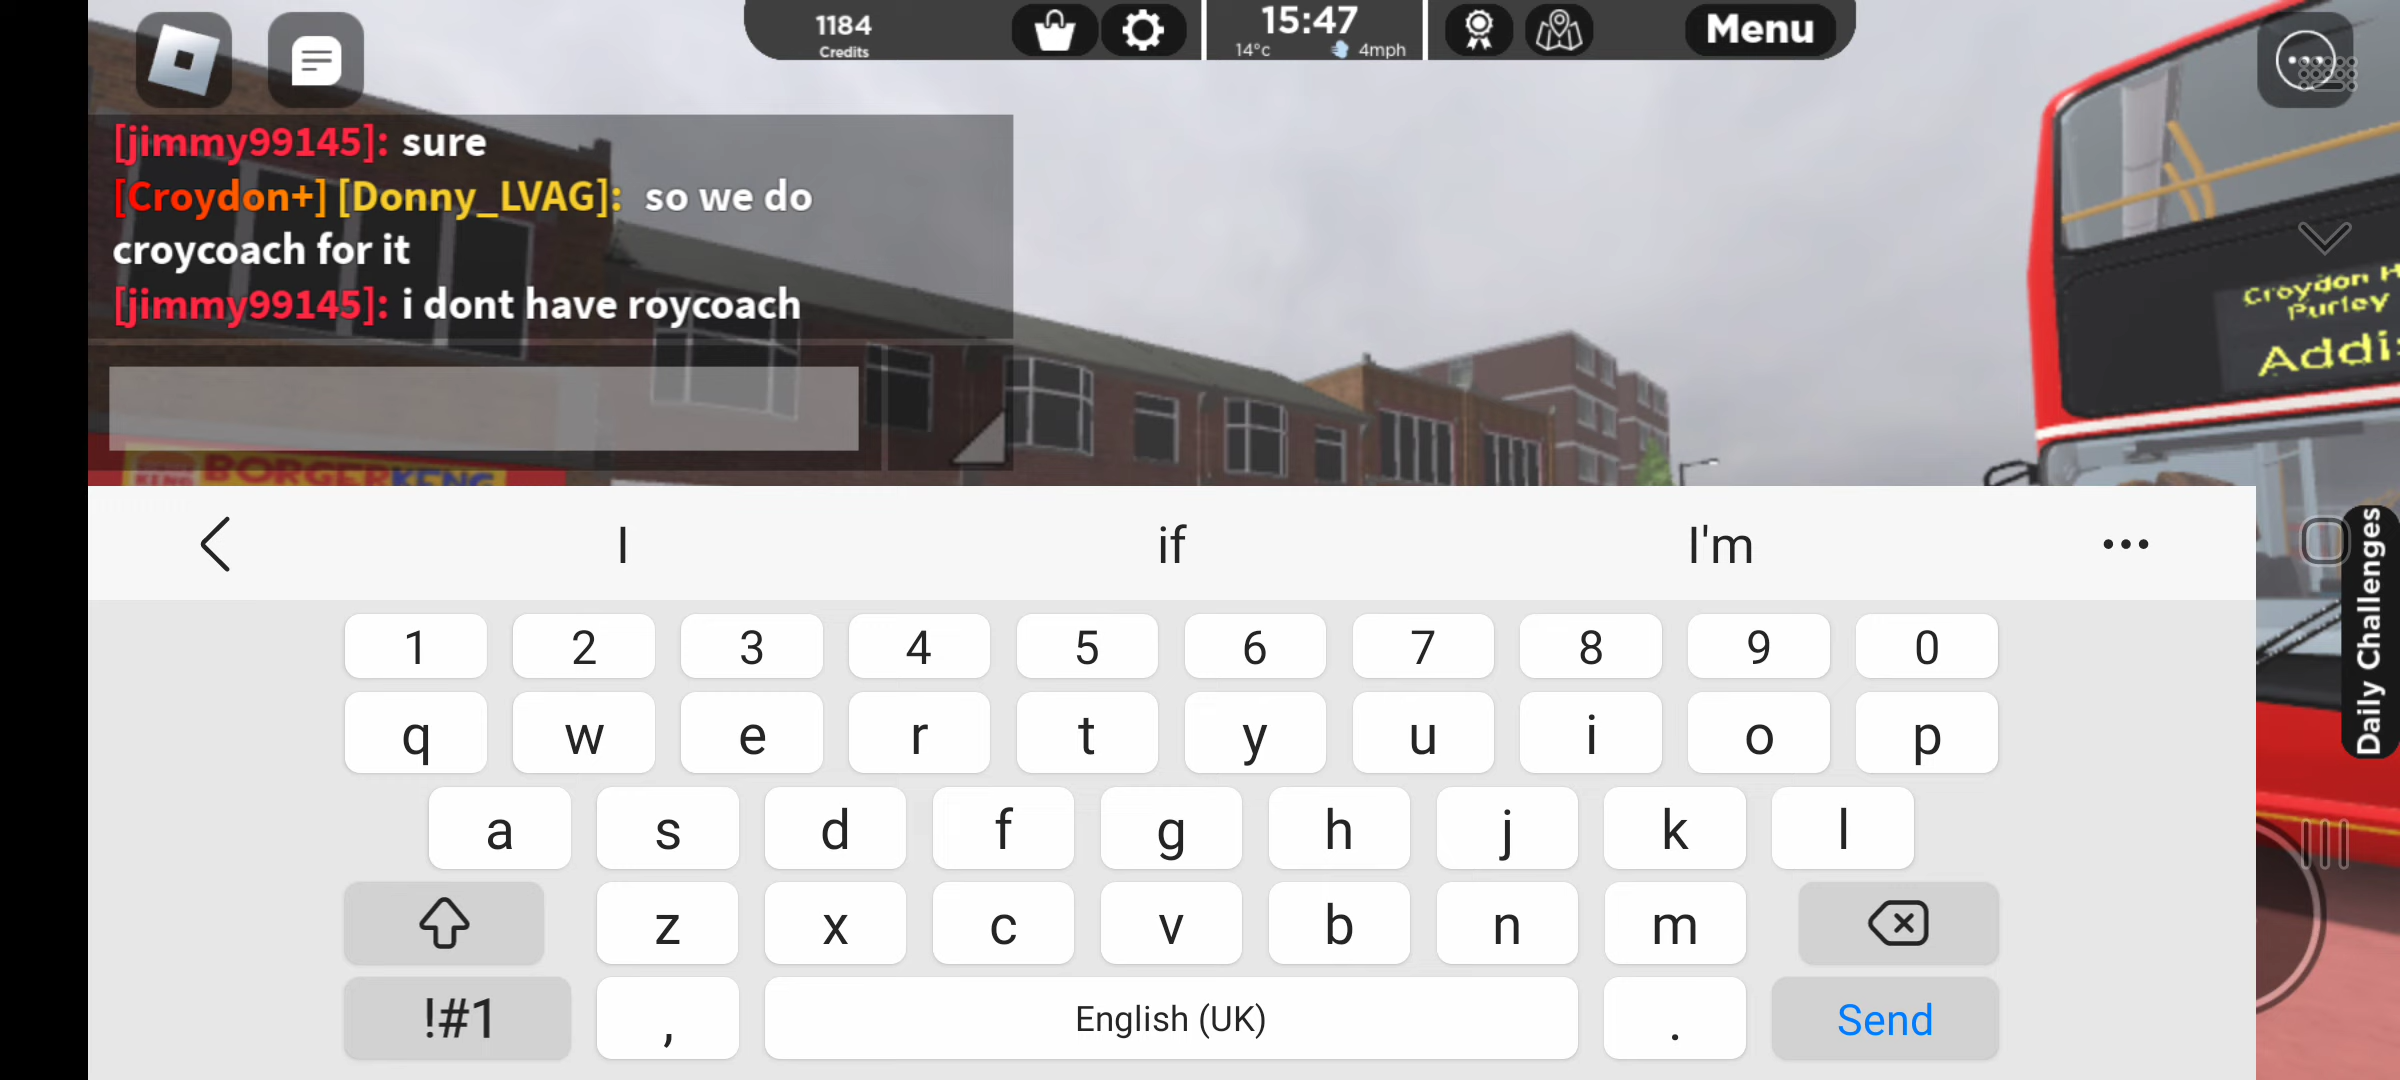 1184
Credits
15:47
14°c
4mph
Menu
[jimmy99145]: sure
[Croydon+] [Donny_LVAG]: so we do
croycoach for it
[jimmy99145]: i dont have roycoach
Croydon
Purley
KING
BORGERKENG
Daily Challenges
I
if
I'm
1 2 3 4 5 6 7 8 9 0
q w e r t y u i o p
a s d f g h j k l
z x c v b n m
!#1 , English (UK) . Send